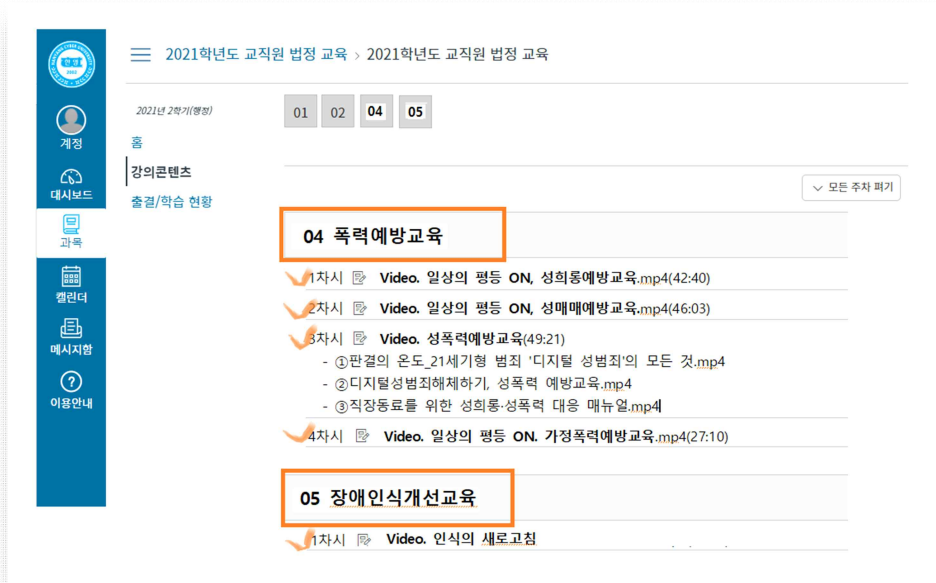 2021학년도 교직원 법정 교육 > 2021학년도 교직원 법정 교육
한영
2002
계정
대시보드
과목
캘린더
메시지함
이용안내
2021년 2학기(행정)
홈
강의콘텐츠
출결/학습 현황
01 02 04 05
모든 주차 펴기
04 폭력예방교육
1차시 Video. 일상의 평등 ON, 성희롱예방교육.mp4(42:40)
2차시 Video. 일상의 평등 ON, 성매매예방교육.mp4(46:03)
3차시 Video. 성폭력예방교육(49:21)
- ①판결의 온도_21세기형 범죄 '디지털 성범죄'의 모든 것.mp4
- ②디지털성범죄해체하기, 성폭력 예방교육.mp4
- ③직장동료를 위한 성희롱·성폭력 대응 매뉴얼.mp4
4차시 Video. 일상의 평등 ON. 가정폭력예방교육.mp4(27:10)
05 장애인식개선교육
1차시 Video. 인식의 새로고침